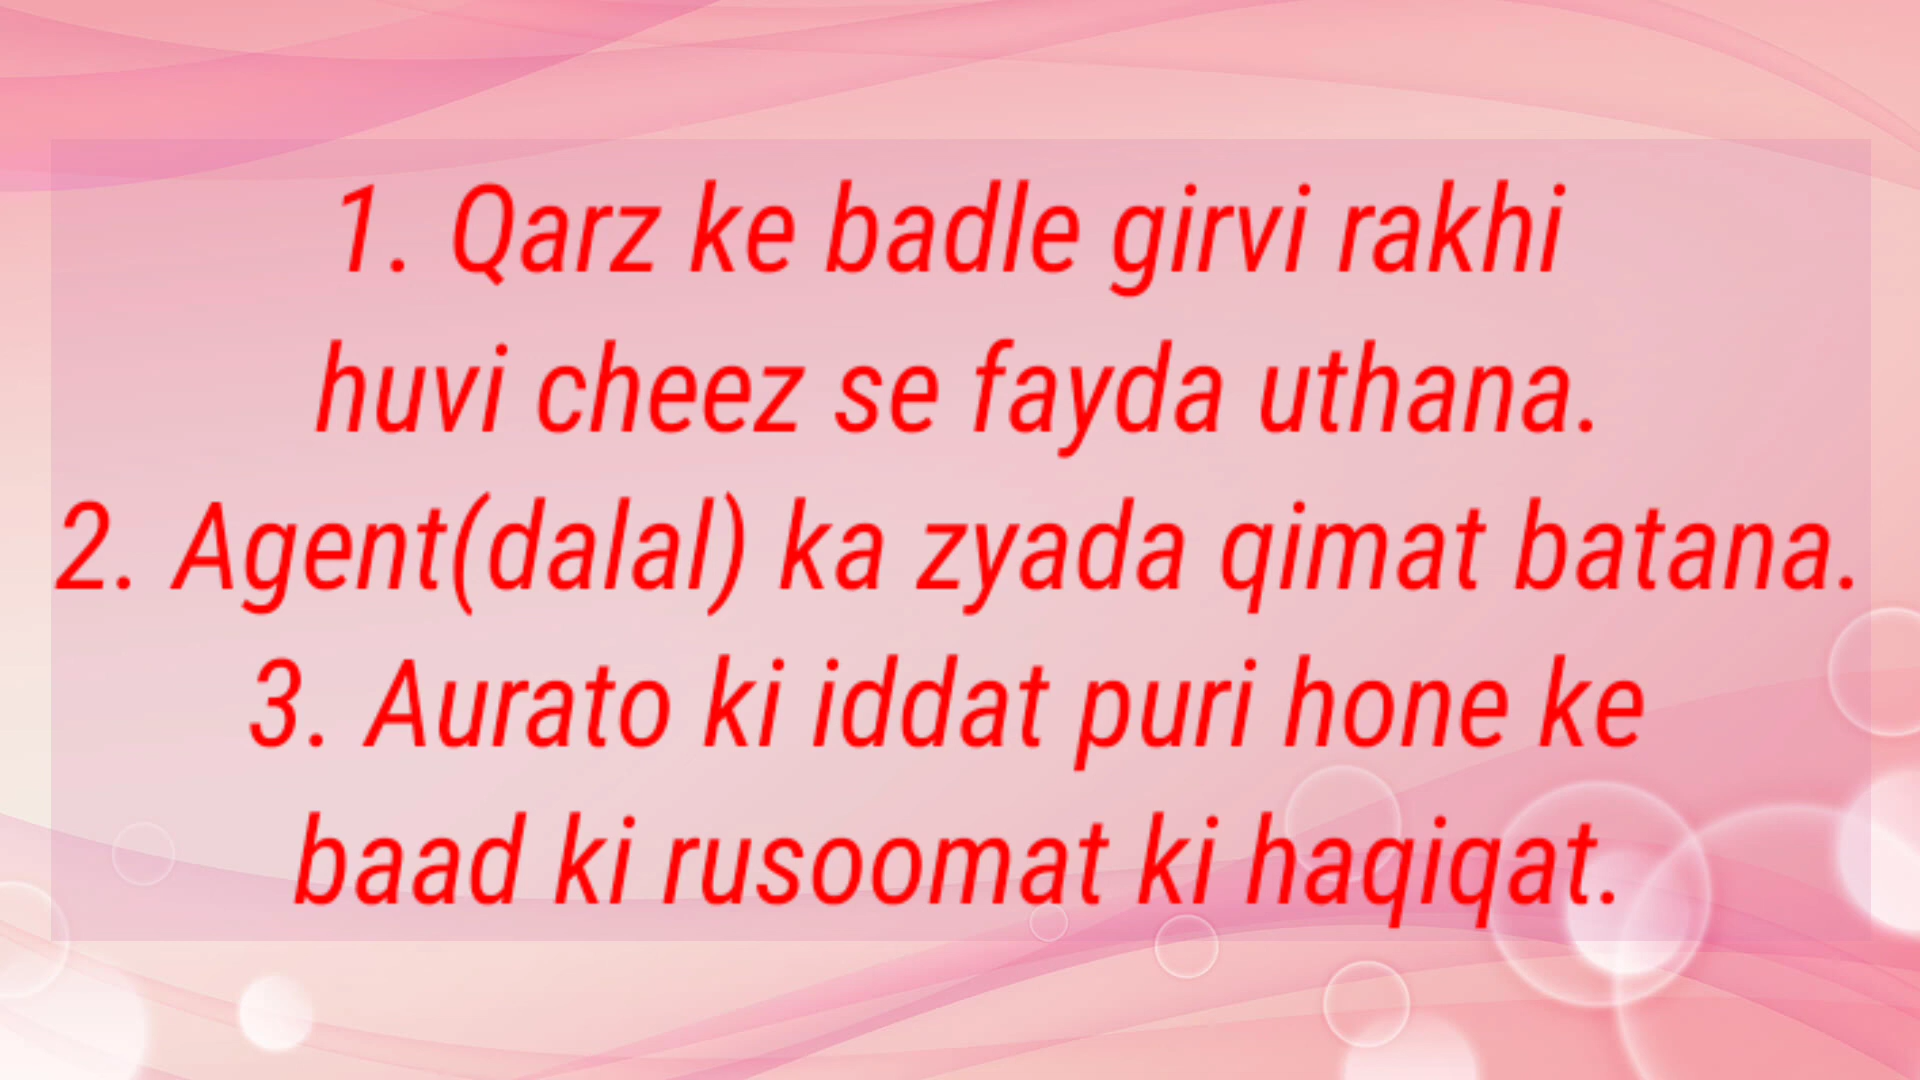 1. Qarz ke badle girvi rakhi
huvi cheez se fayda uthana.
2. Agent(dalal) ka zyada qimat batana.
3. Aurato ki iddat puri hone ke
baad ki rusoomat ki haqiqat.